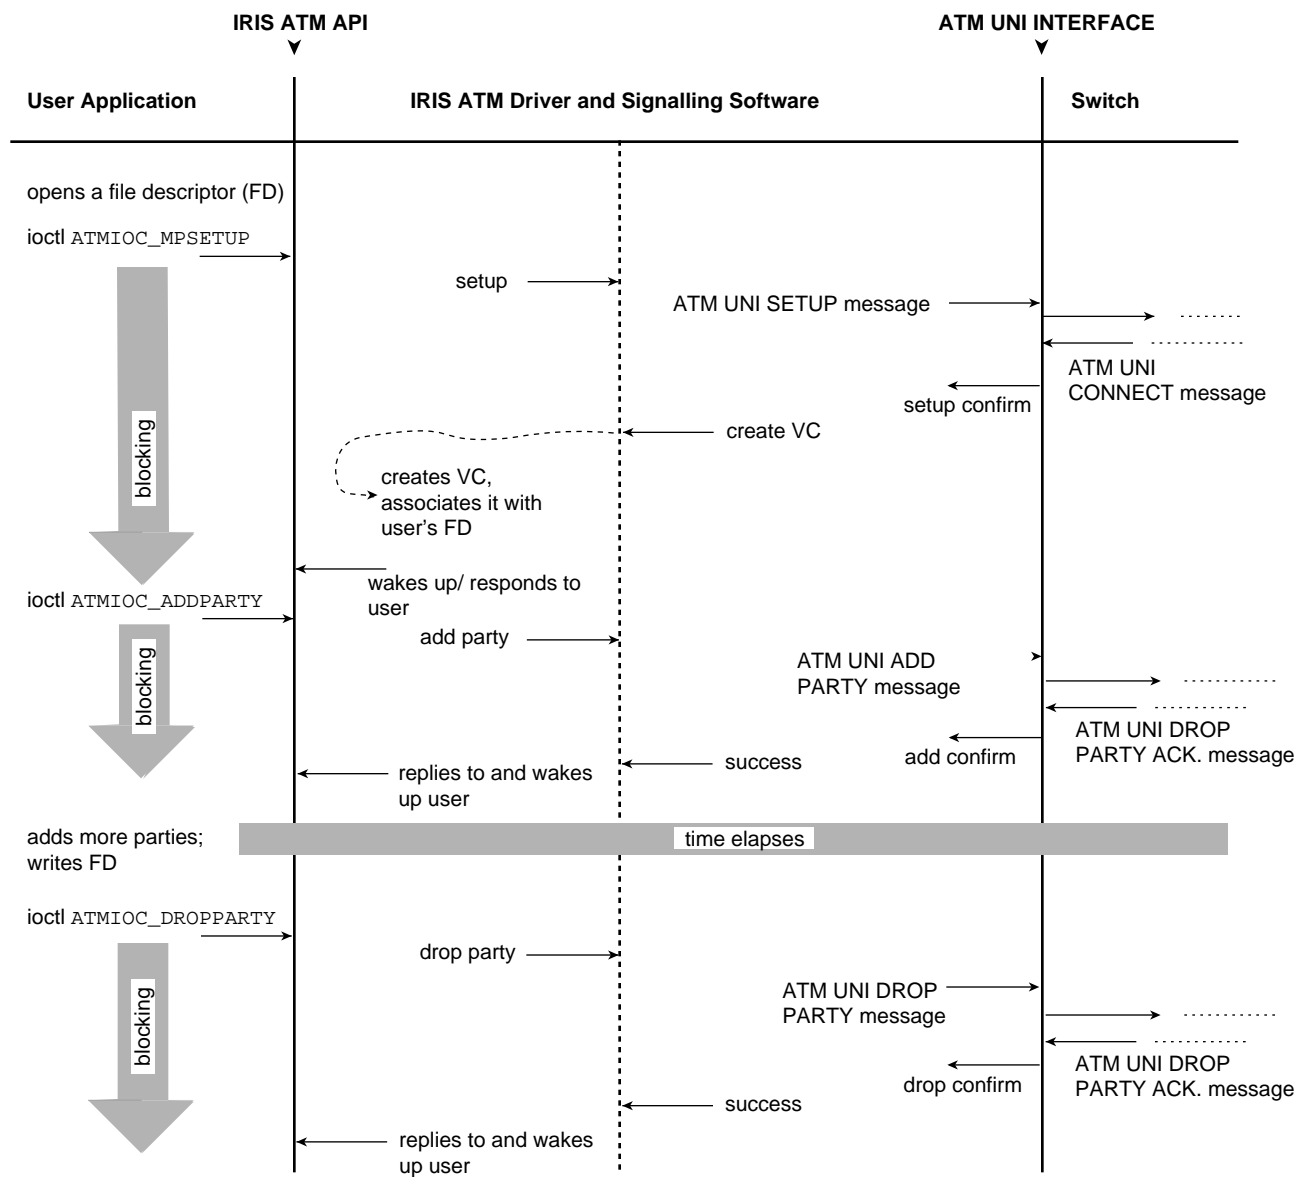 IRIS ATM API
ATM UNI INTERFACE
User Application
IRIS ATM Driver and Signalling Software
Switch
opens a file descriptor (FD)
ioctl ATMIOC_MPSETUP
setup
ATM UNI SETUP message
ATM UNI
CONNECT message
setup confirm
create VC
blocking
creates VC,
associates it with
user's FD
wakes up/ responds to
user
ioctl ATMIOC_ADDPARTY
add party
ATM UNI ADD
PARTY message
blocking
ATM UNI DROP
PARTY ACK. message
add confirm
success
replies to and wakes
up user
adds more parties;
writes FD
time elapses
ioctl ATMIOC_DROPPARTY
drop party
ATM UNI DROP
PARTY message
blocking
ATM UNI DROP
PARTY ACK. message
drop confirm
success
replies to and wakes
up user